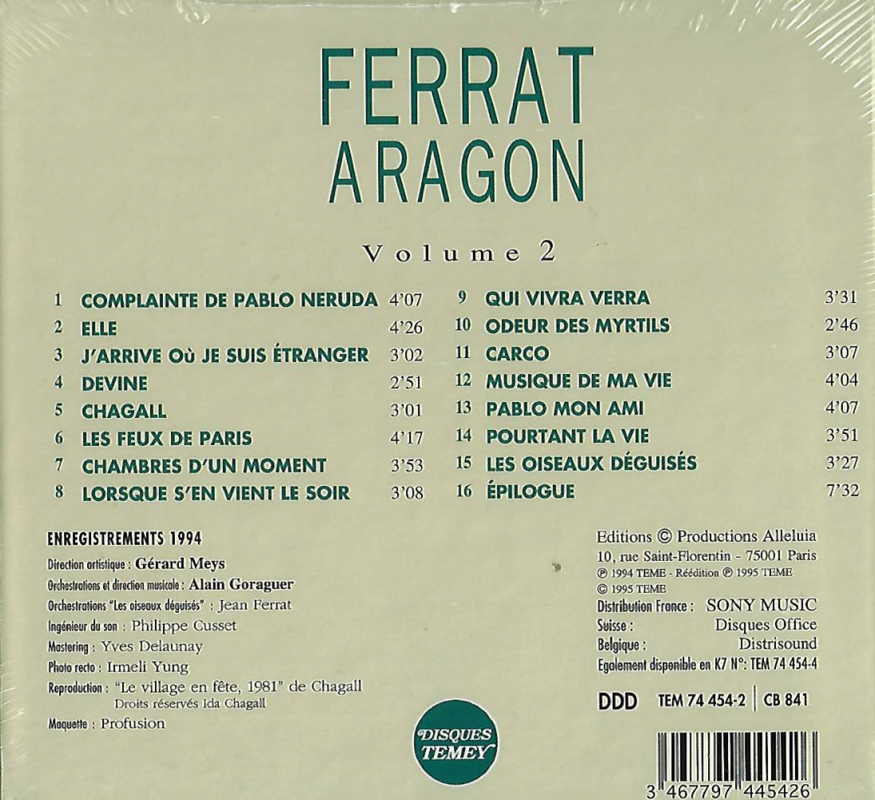 FERRAT
ARAGON
Volume 2
1 COMPLAINTE DE PABLO NERUDA 4'07
2 ELLE 4'26
3 J'ARRIVE Où JE SUIS ÉTRANGER 3'02
4 DEVINE 2'51
5 CHAGALL 3'01
6 LES FEUX DE PARIS 4'17
7 CHAMBRES D'UN MOMENT 3'53
8 LORSQUE S'EN VIENT LE SOIR 3'08
9 QUI VIVRA VERRA 3'31
10 ODEUR DES MYRTILS 2'46
11 CARCO 3'07
12 MUSIQUE DE MA VIE 4'04
13 PABLO MON AMI 4'07
14 POURTANT LA VIE 3'51
15 LES OISEAUX DÉGUISÉS 3'27
16 ÉPILOGUE 7'32
ENREGISTREMENTS 1994
Direction artistique : Gérard Meys
Orchestrations et direction musicale : Alain Goraguer
Orchestrations "Les oiseaux déguisés" : Jean Ferrat
Ingénieur du son : Philippe Cusset
Mastering : Yves Delaunay
Photo recto : Irmeli Yung
Reproduction : "Le village en fête, 1981" de Chagall
Droits réservés Ida Chagall
Maquette : Profusion
Editions © Productions Alleluia
10, rue Saint-Florentin - 75001 Paris
℗ 1994 TEME - Réédition ℗ 1995 TEME
© 1995 TEME
Distribution France : SONY MUSIC
Suisse : Disques Office
Belgique : Distrisound
Egalement disponible en K7 N°: TEM 74 454-4
DDD TEM 74 454-2 | CB 841
DISQUES
TEMEY
3 467797 445426